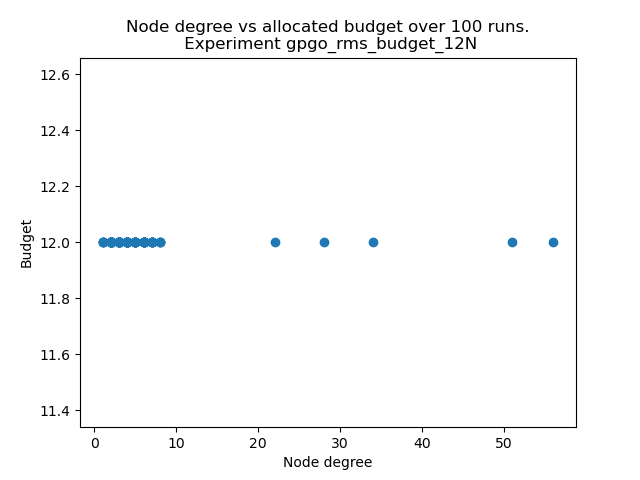 Node degree vs allocated budget over 100 runs.
Experiment gpgo_rms_budget_12N
12.6
12.4
12.2
12.0
11.8
11.6
11.4
Budget
0 10 20 30 40 50
Node degree